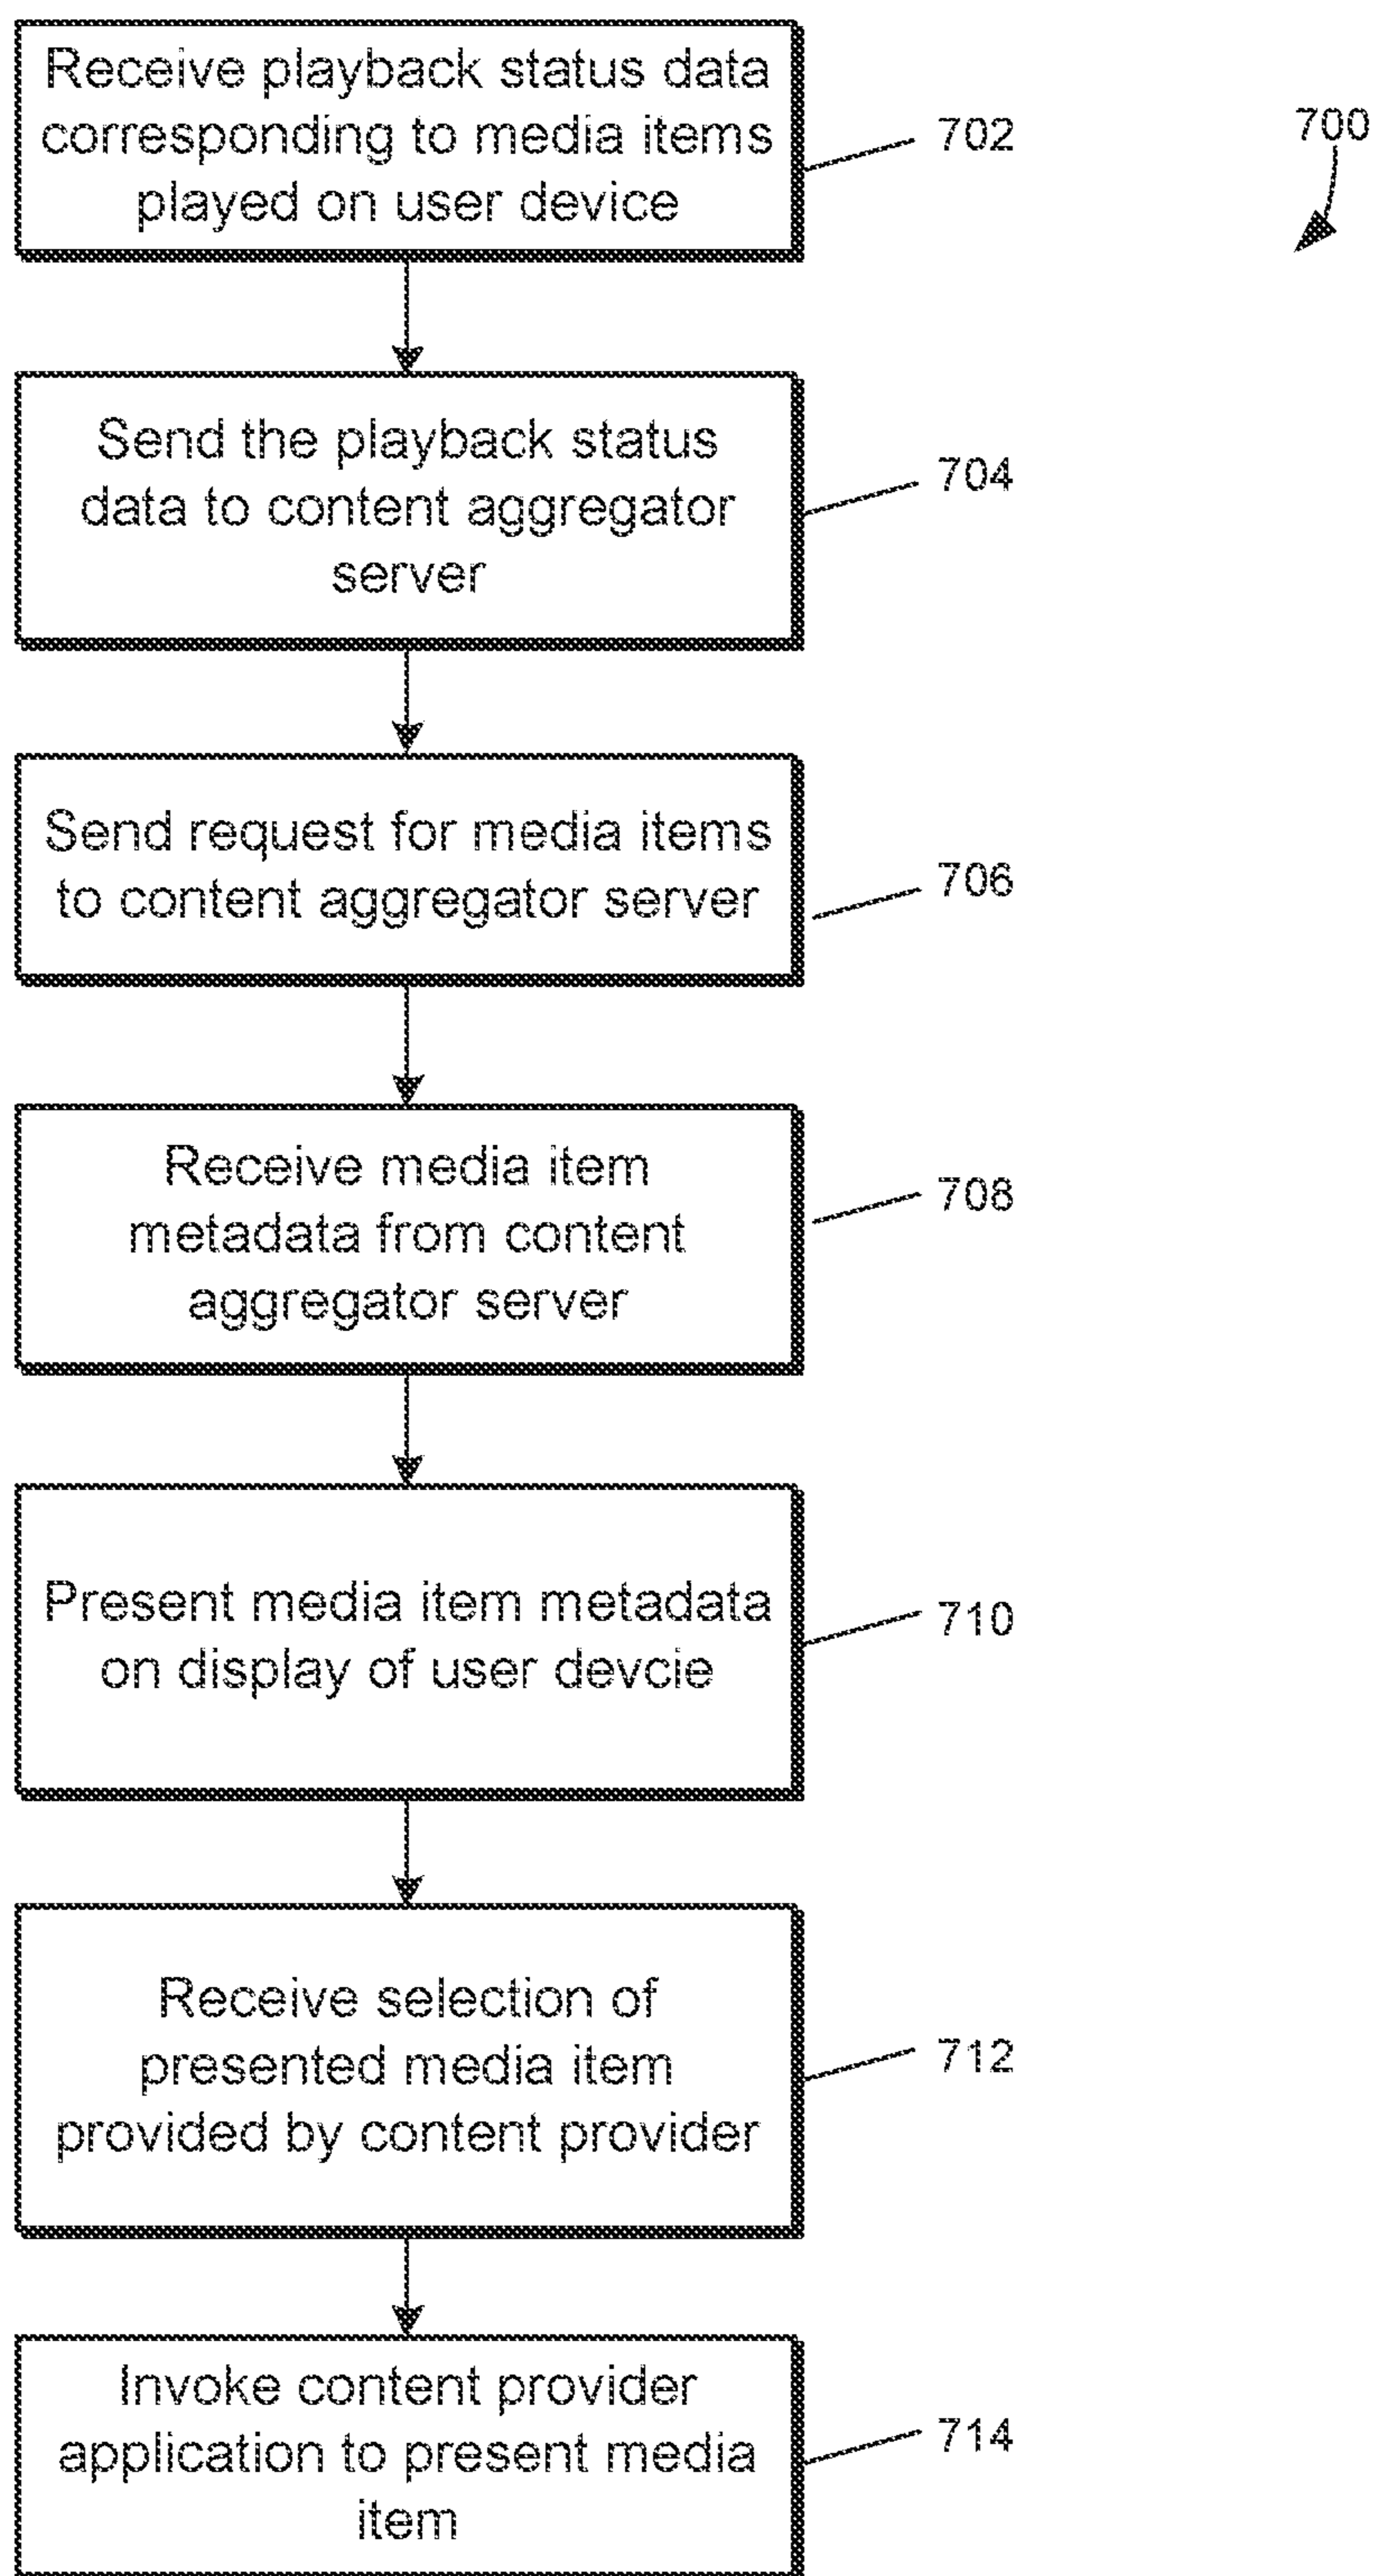 Receive playback status data
corresponding to media items
played on user device
702
700
Send the playback status
data to content aggregator
server
704
Send request for media items
to content aggregator server
706
Receive media item
metadata from content
aggregator server
708
Present media item metadata
on display of user devcie
710
Receive selection of
presented media item
provided by content provider
712
Invoke content provider
application to present media
item
714